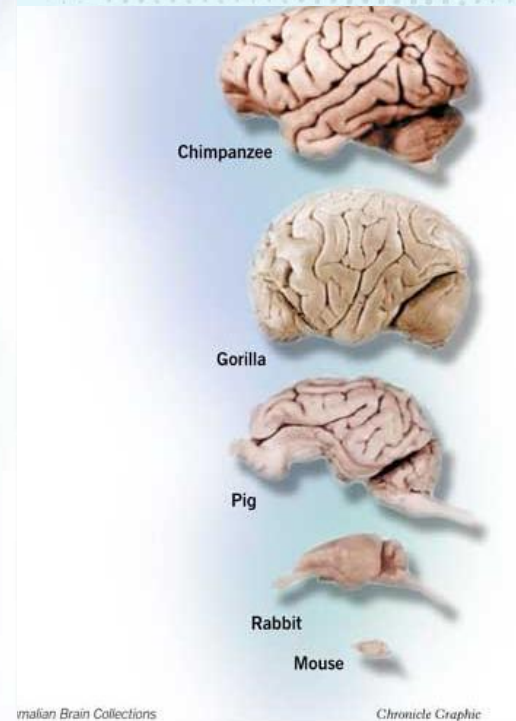 Chimpanzee
Gorilla
Pig
Rabbit
Mouse
malian Brain Collections
Chronicle Graphic